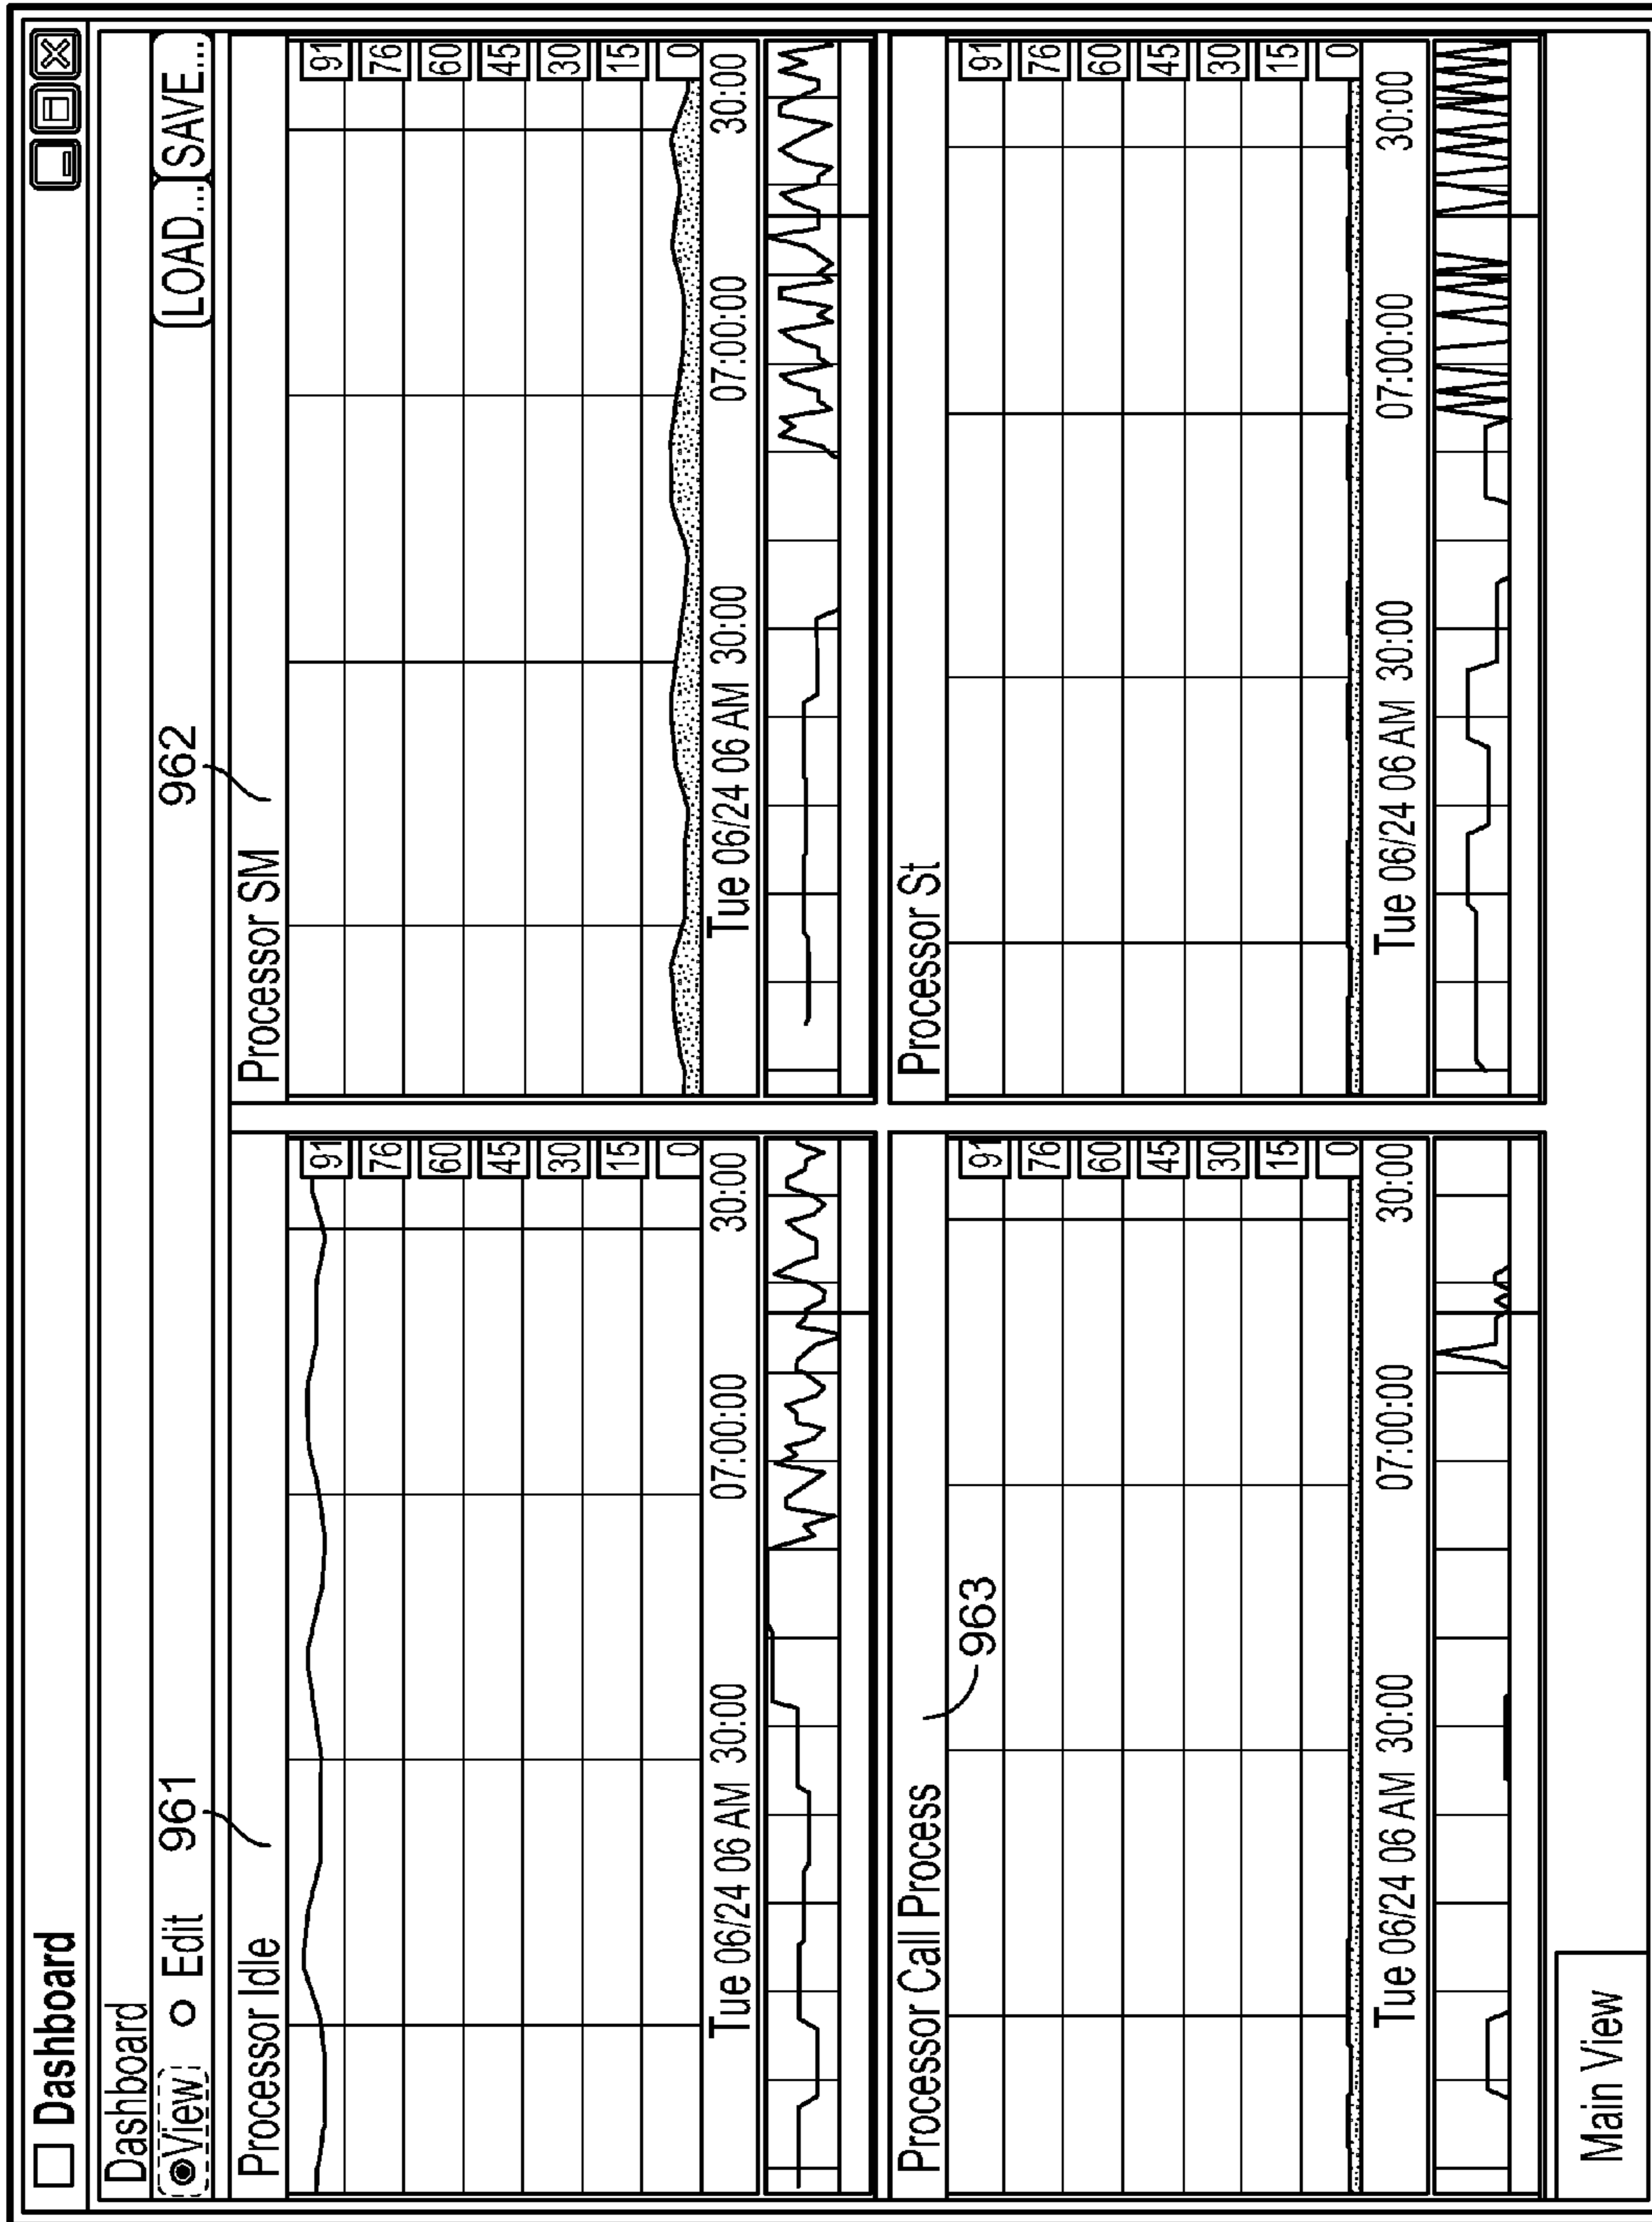 Dashboard
Dashboard
View Edit LOAD... SAVE...
961
962
Processor Idle
91
76
60
45
30
15
0
Tue 06/24 06 AM 30:00 07:00:00 30:00
Processor SM
91
76
60
45
30
15
0
Tue 06/24 06 AM 30:00 07:00:00 30:00
Processor Call Process
963
91
76
60
45
30
15
0
Tue 06/24 06 AM 30:00 07:00:00 30:00
Processor St
91
76
60
45
30
15
0
Tue 06/24 06 AM 30:00 07:00:00 30:00
Main View